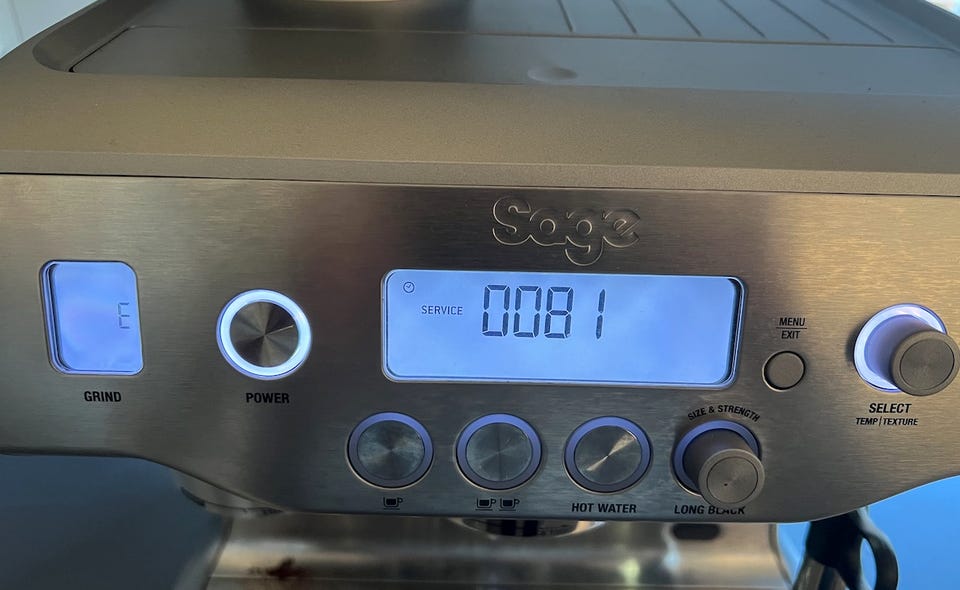 Sage
E
SERVICE 0081
MENU
EXIT
GRIND
POWER
SIZE & STRENGTH
SELECT
TEMP|TEXTURE
HOT WATER
LONG BLACK